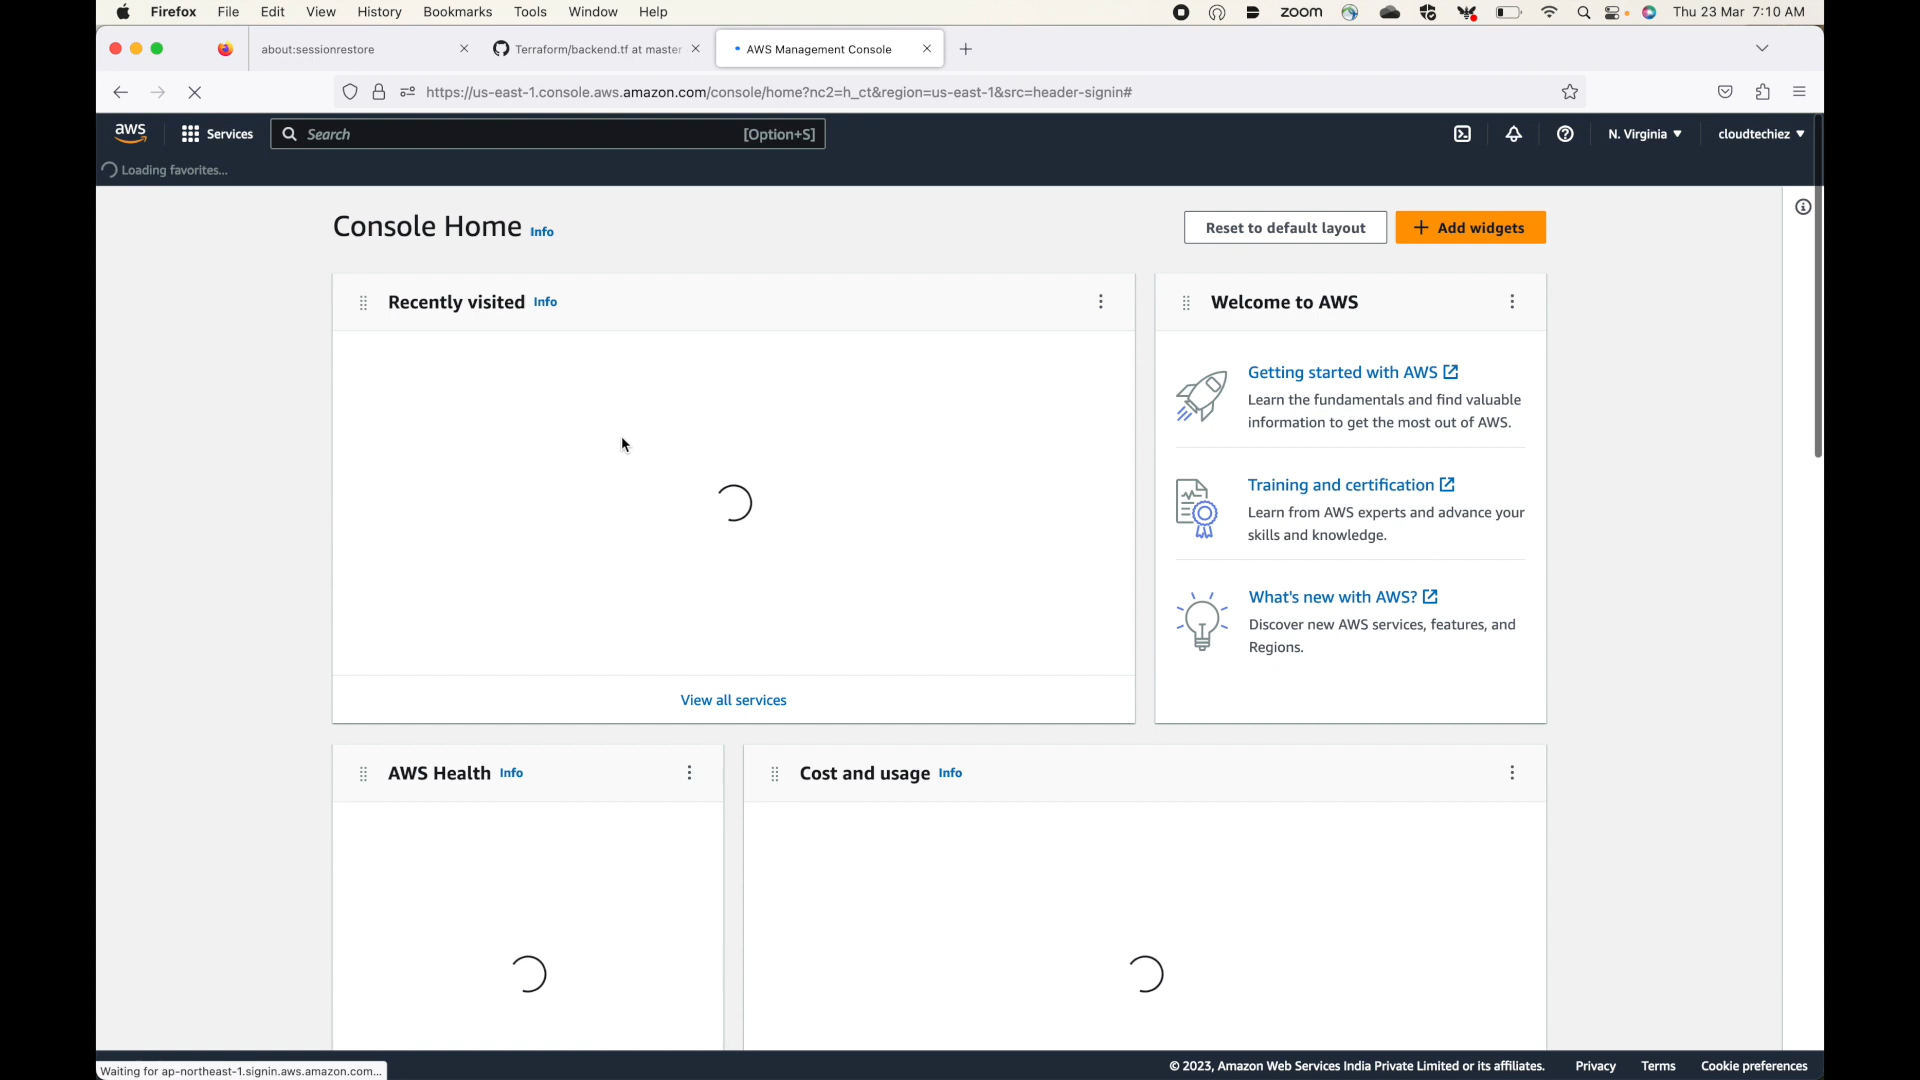 Firefox File Edit View History Bookmarks Tools Window Help zoom Thu 23 Mar 7:10 AM
about:sessionrestore Terraform/backend.tf at master AWS Management Console
https://us-east-1.console.aws.amazon.com/console/home?nc2=h_ct&region=us-east-1&src=header-signin#
aws Services Search [Option+S] N. Virginia cloudtechiez
Loading favorites...
Console Home Info Reset to default layout Add widgets
Recently visited Info
Welcome to AWS
Getting started with AWS
Learn the fundamentals and find valuable
information to get the most out of AWS.
Training and certification
Learn from AWS experts and advance your
skills and knowledge.
What's new with AWS?
Discover new AWS services, features, and
Regions.
View all services
AWS Health Info
Cost and usage Info
Waiting for ap-northeast-1.signin.aws.amazon.com...
© 2023, Amazon Web Services India Private Limited or its affiliates. Privacy Terms Cookie preferences